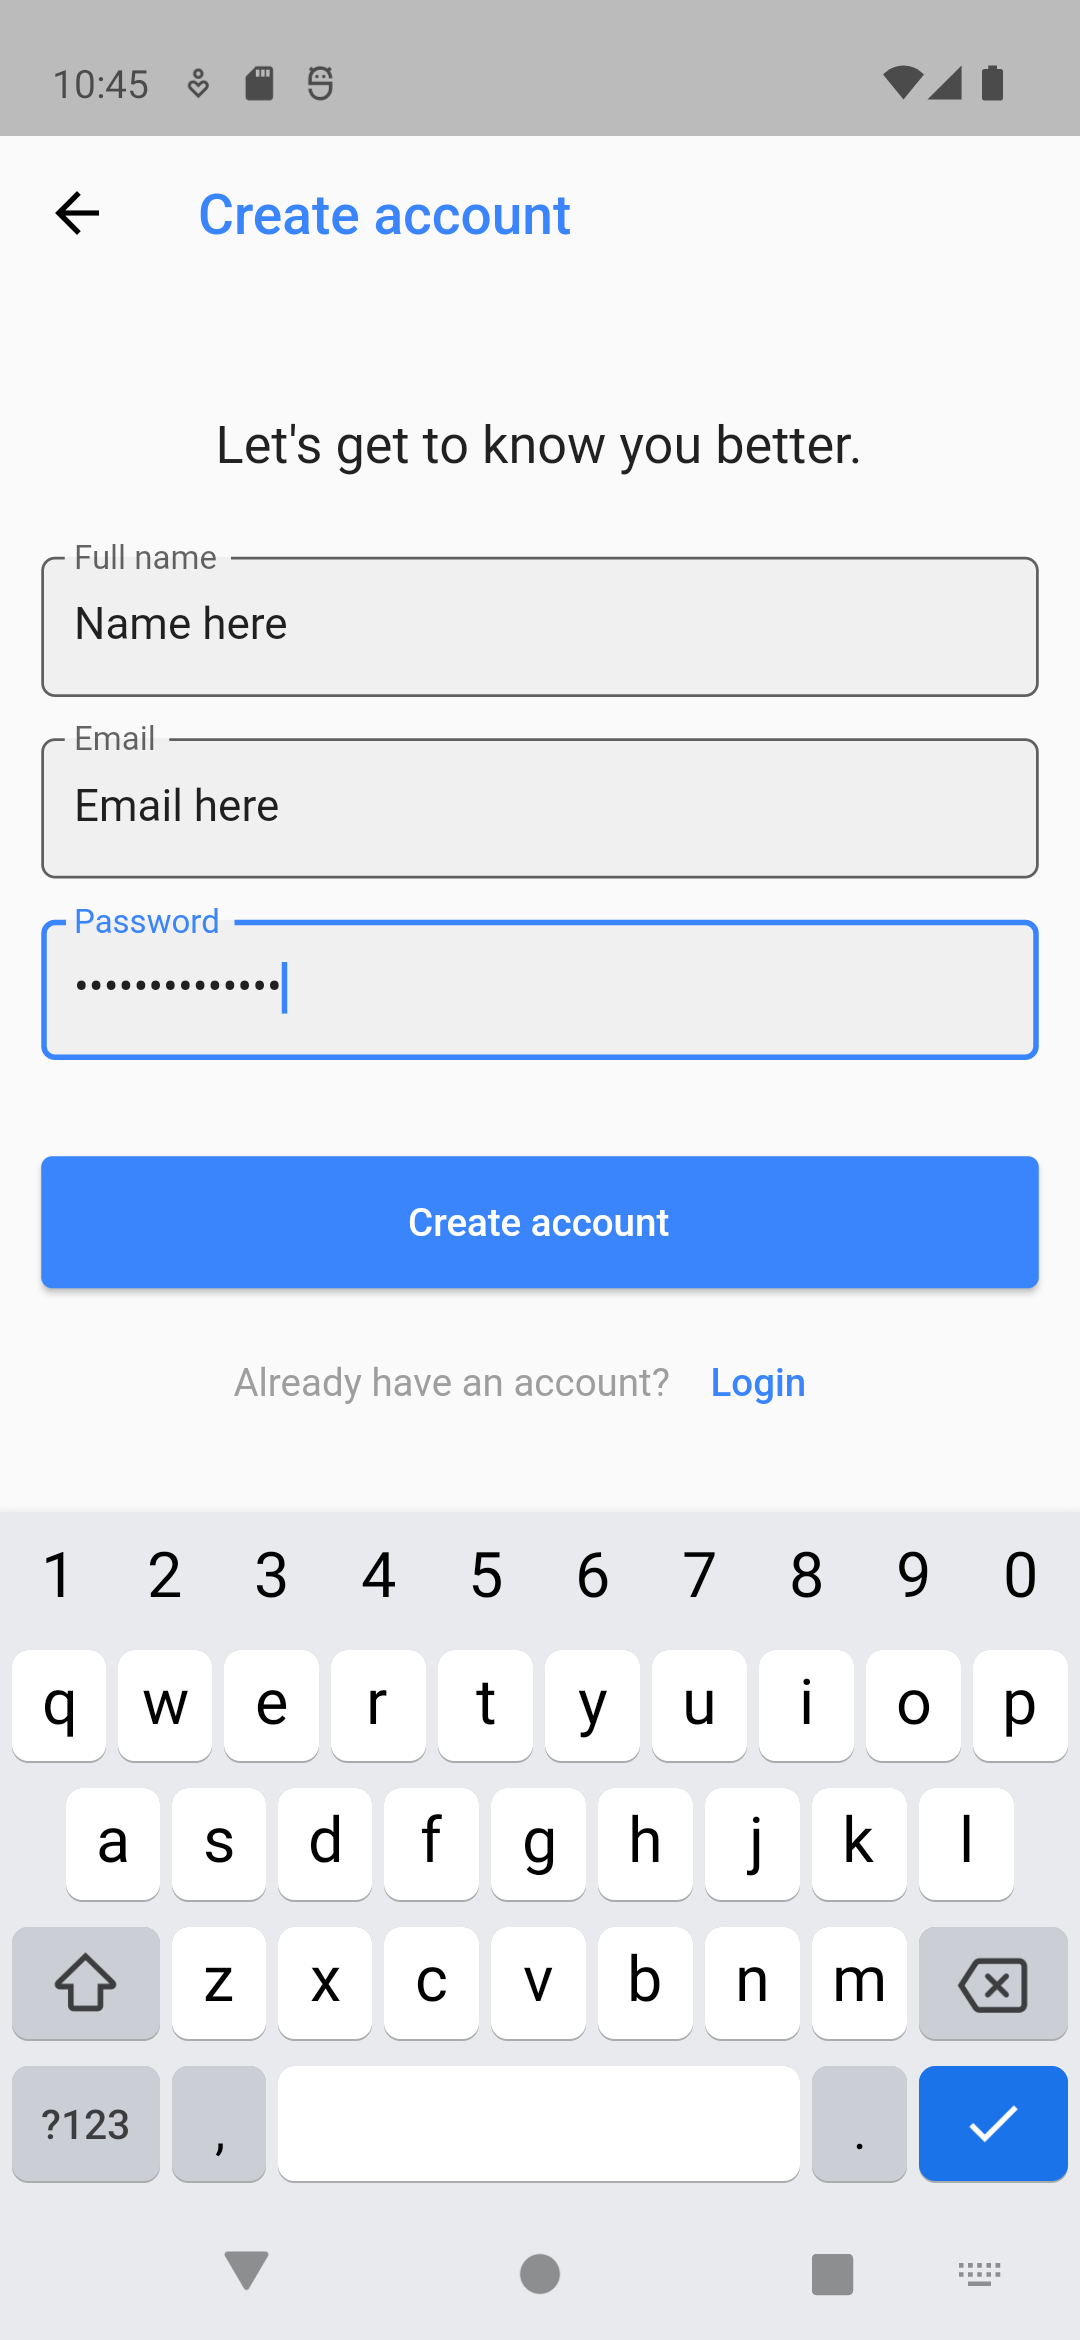 10:45
Create account
Let's get to know you better.
Full name
Name here
Email
Email here
Password
••••••••••••••
Create account
Already have an account? Login
1 2 3 4 5 6 7 8 9 0
q w e r t y u i o p
a s d f g h j k l
z x c v b n m
?123 , .